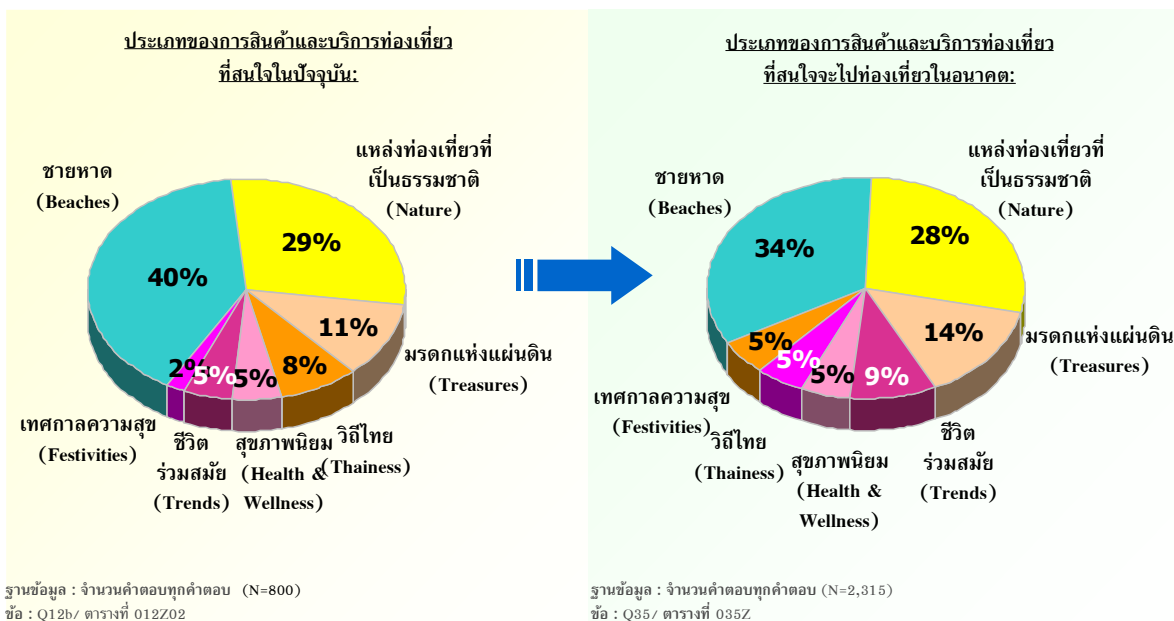 ประเภทของการสินค้าและบริการท่องเที่ยว
ที่สนใจในปัจจุบัน:
ชายหาด
(Beaches)
แหล่งท่องเที่ยวที่
เป็นธรรมชาติ
(Nature)
29%
40%
11%
8%
5%
5%
2%
มรดกแห่งแผ่นดิน
(Treasures)
เทศกาลความสุข
(Festivities)
ชีวิต
ร่วมสมัย
(Trends)
สุขภาพนิยม
(Health &
Wellness)
วิถีไทย
(Thainess)
ฐานข้อมูล : จำนวนคำตอบทุกคำตอบ (N=800)
ข้อ : Q12b/ ตารางที่ 012Z02
ประเภทของการสินค้าและบริการท่องเที่ยว
ที่สนใจจะไปท่องเที่ยวในอนาคต:
ชายหาด
(Beaches)
แหล่งท่องเที่ยวที่
เป็นธรรมชาติ
(Nature)
28%
34%
14%
9%
5%
5%
5%
มรดกแห่งแผ่นดิน
(Treasures)
เทศกาลความสุข
(Festivities)
วิถีไทย
(Thainess)
สุขภาพนิยม
(Health &
Wellness)
ชีวิต
ร่วมสมัย
(Trends)
ฐานข้อมูล : จำนวนคำตอบทุกคำตอบ (N=2,315)
ข้อ : Q35/ ตารางที่ 035Z